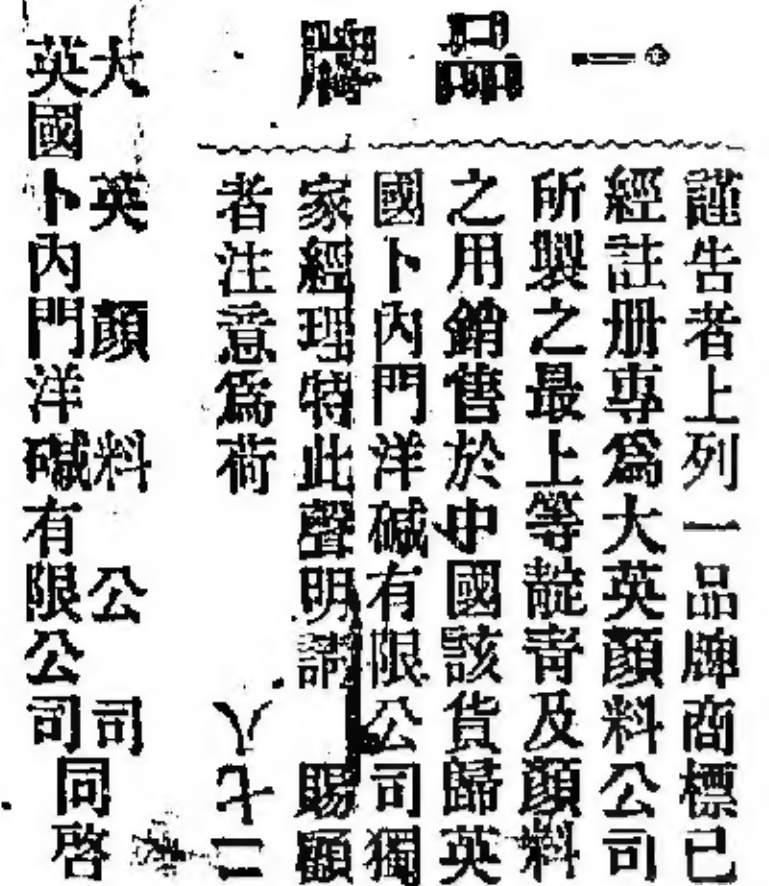 一品牌
謹告者上列一品牌商標已
經註册專爲大英顏料公司
所製之最上等靛青及顏料
之用銷售於中國該貨歸英
國卜內門洋碱有限公司獨
家經理特此聲明請 賜顧
者注意爲荷 八七二
大英顏料公司
英國卜內門洋碱有限公司
同啓